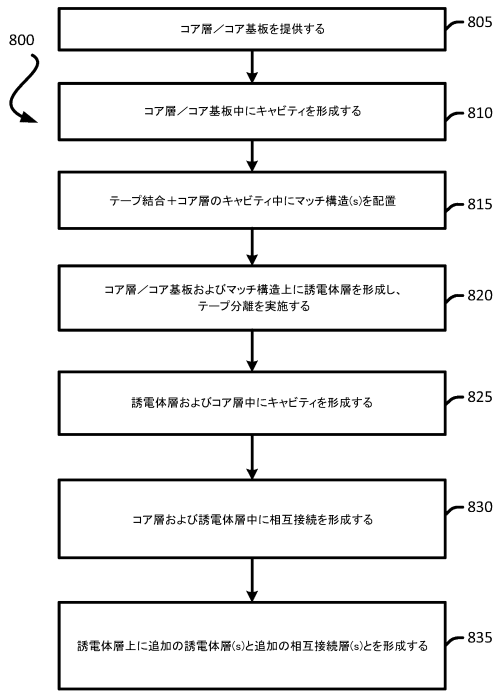 800
コア層／コア基板を提供する
805
コア層／コア基板中にキャビティを形成する
810
テープ結合＋コア層のキャビティ中にマッチ構造(s)を配置
815
コア層／コア基板およびマッチ構造上に誘電体層を形成し、
テープ分離を実施する
820
誘電体層およびコア層中にキャビティを形成する
825
コア層および誘電体層中に相互接続を形成する
830
誘電体層上に追加の誘電体層(s)と追加の相互接続層(s)とを形成する
835